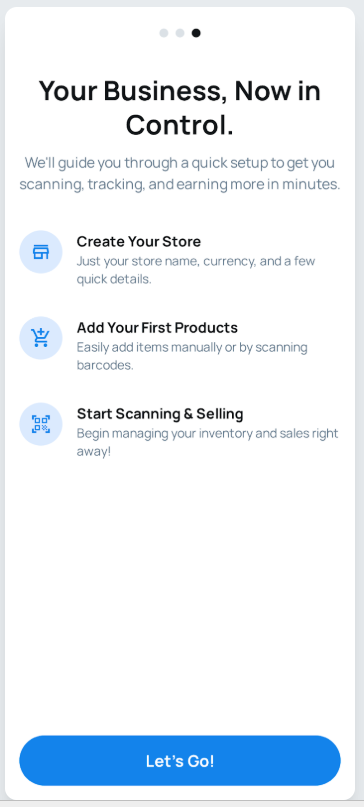 Your Business, Now in
Control.
We'll guide you through a quick setup to get you
scanning, tracking, and earning more in minutes.
Create Your Store
Just your store name, currency, and a few
quick details.
Add Your First Products
Easily add items manually or by scanning
barcodes.
Start Scanning & Selling
Begin managing your inventory and sales right
away!
Let's Go!